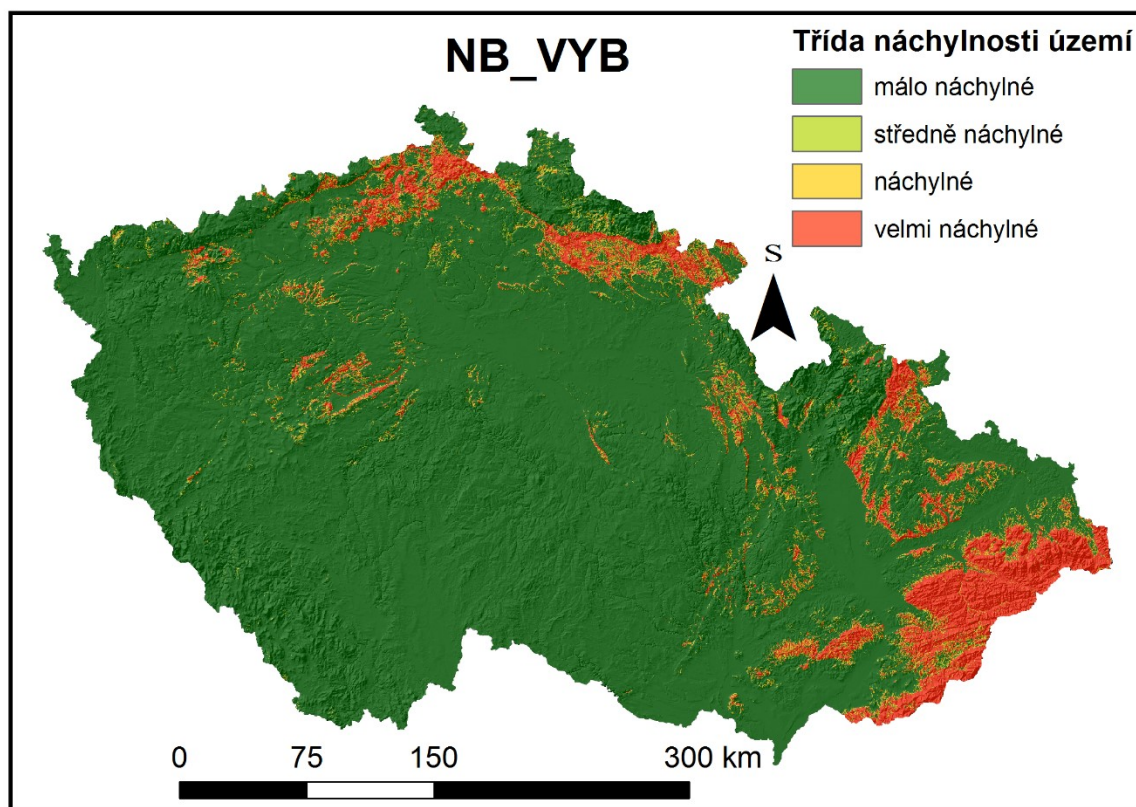 NB_VYB
Třída náchylnosti území
málo náchylné
středně náchylné
náchylné
velmi náchylné
S
0 75 150 300 km